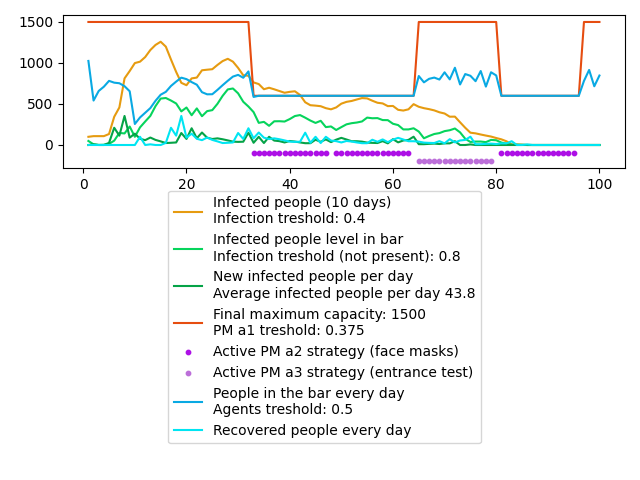 1500
1000
500
0
0 20 40 60 80 100
Infected people (10 days)
Infection treshold: 0.4
Infected people level in bar
Infection treshold (not present): 0.8
New infected people per day
Average infected people per day 43.8
Final maximum capacity: 1500
PM a1 treshold: 0.375
Active PM a2 strategy (face masks)
Active PM a3 strategy (entrance test)
People in the bar every day
Agents treshold: 0.5
Recovered people every day